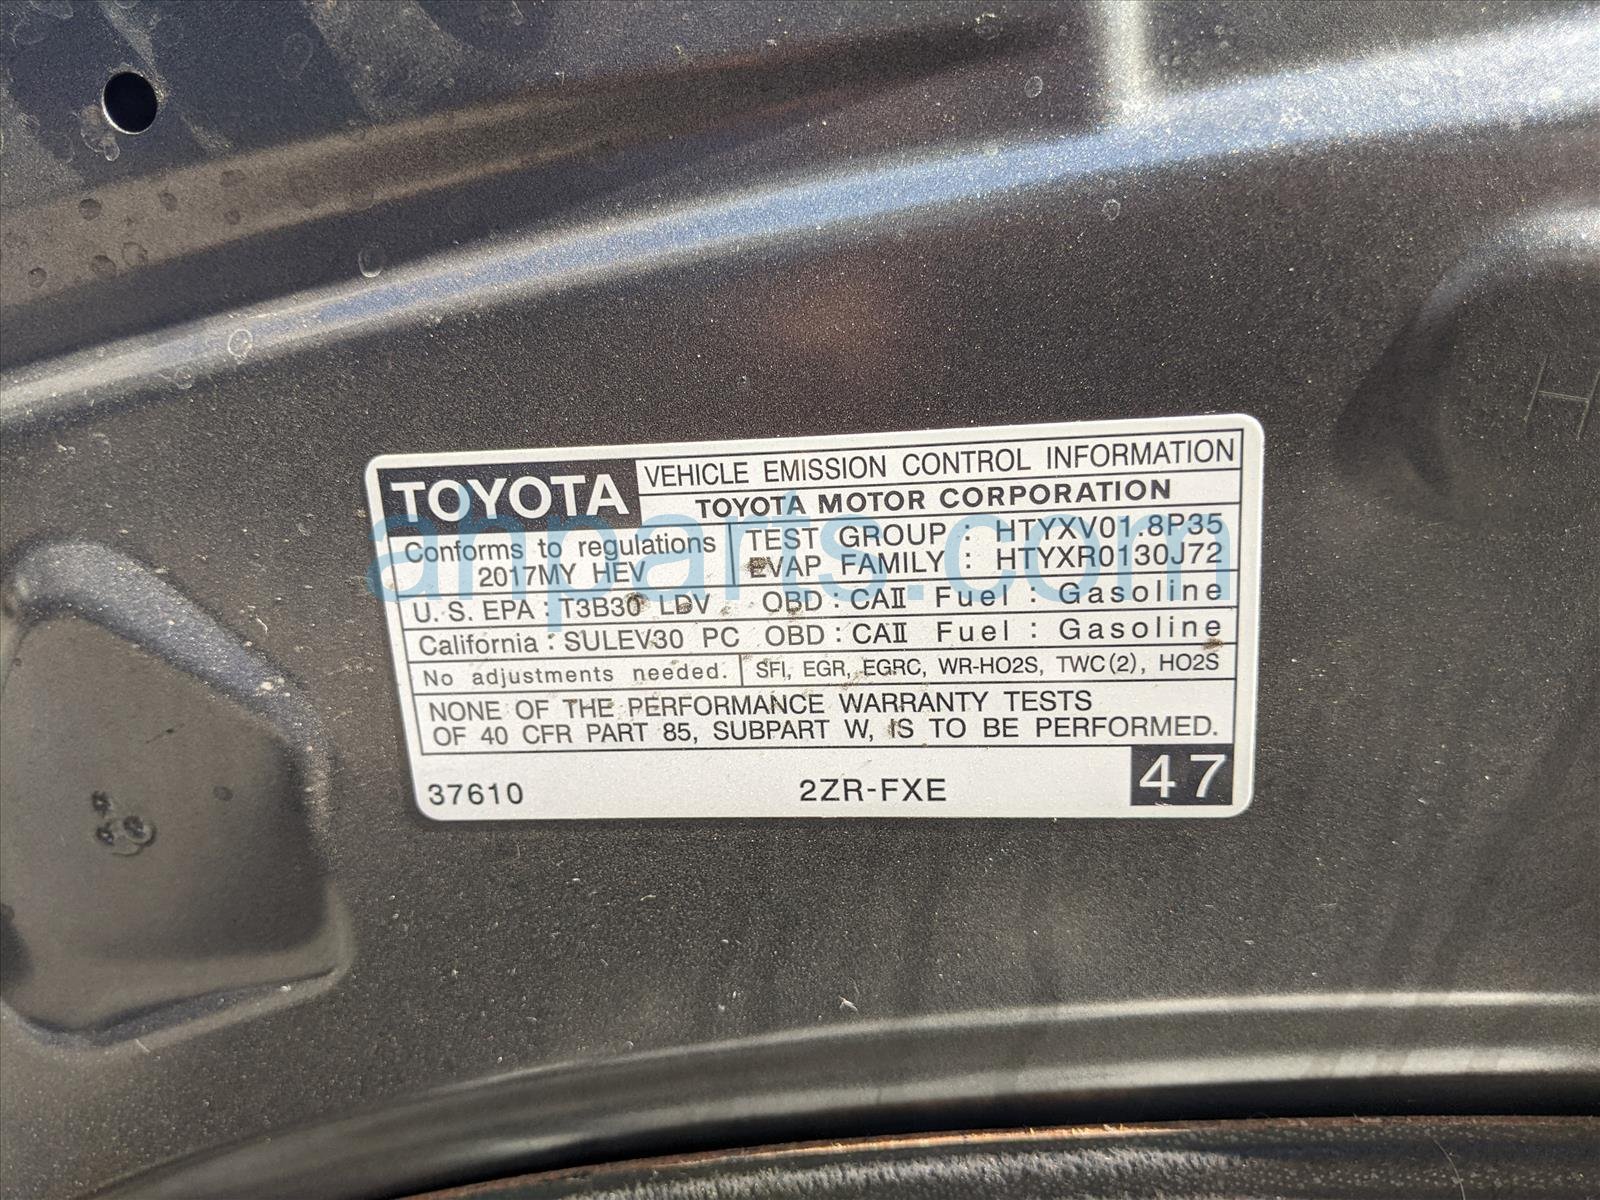 TOYOTA VEHICLE EMISSION CONTROL INFORMATION
TOYOTA MOTOR CORPORATION
Conforms to regulations
2017MY HEV
TEST GROUP : HTYXV01.8P35
EVAP FAMILY : HTYXR0130J72
U.S. EPA : T3B30 LDV OBD : CAII Fuel : Gasoline
California : SULEV30 PC OBD : CAII Fuel : Gasoline
No adjustments needed. SFI, EGR, EGRC, WR-HO2S, TWC(2), HO2S
NONE OF THE PERFORMANCE WARRANTY TESTS
OF 40 CFR PART 85, SUBPART W, IS TO BE PERFORMED.
37610 2ZR-FXE 47
ahparts.com